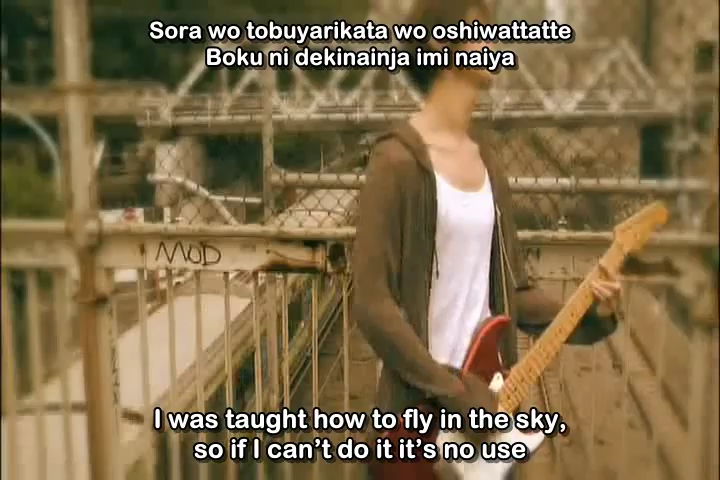 Sora wo tobuyarikata wo oshiwattatte
Boku ni dekinainja imi naiya
MOD
I was taught how to fly in the sky,
so if I can't do it it's no use